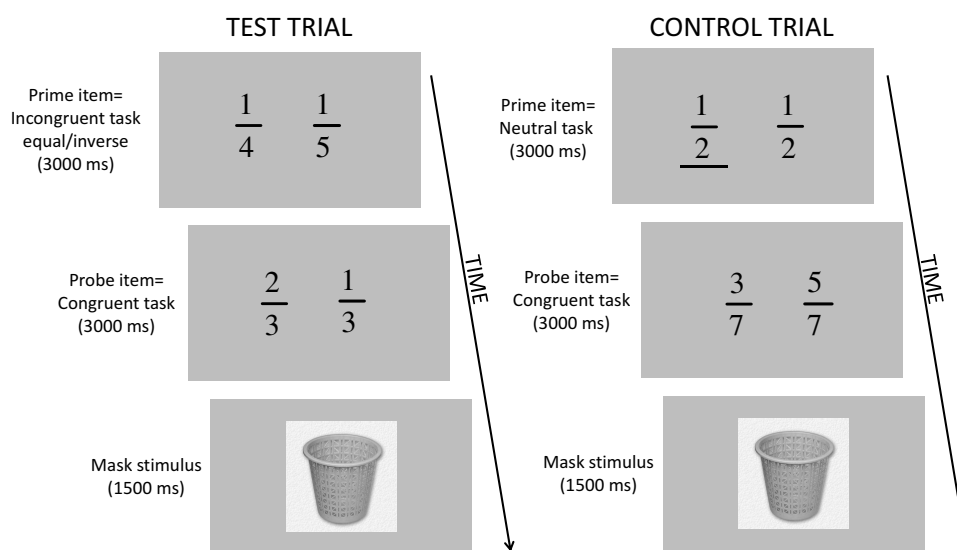 TEST TRIAL
Prime item=
Incongruent task
equal/inverse
(3000 ms)
1 1
4 5
Probe item=
Congruent task
(3000 ms)
2 1
3 3
Mask stimulus
(1500 ms)
TIME
CONTROL TRIAL
Prime item=
Neutral task
(3000 ms)
1 1
2 2
Probe item=
Congruent task
(3000 ms)
3 5
7 7
Mask stimulus
(1500 ms)
TIME